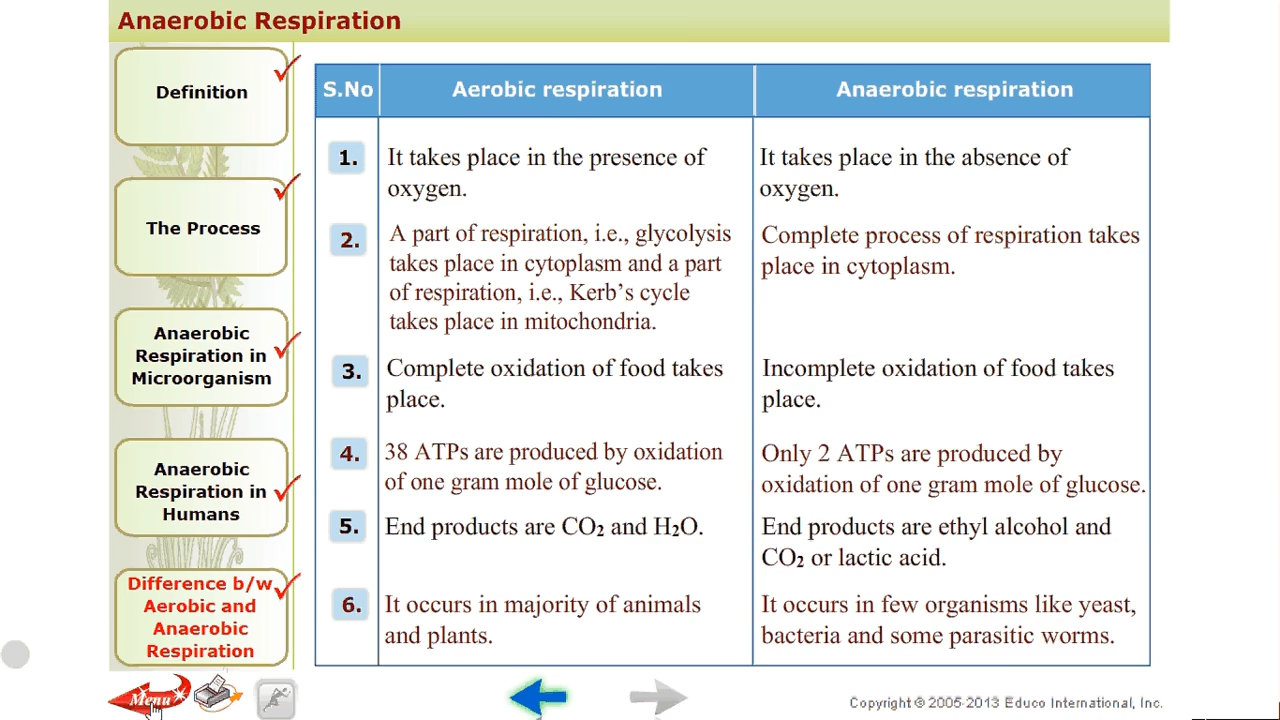 Anaerobic Respiration
Definition
The Process
Anaerobic
Respiration in
Microorganism
Anaerobic
Respiration in
Humans
Difference b/w
Aerobic and
Anaerobic
Respiration
S.No
Aerobic respiration
Anaerobic respiration
1.
It takes place in the presence of
oxygen.
It takes place in the absence of
oxygen.
2.
A part of respiration, i.e., glycolysis
takes place in cytoplasm and a part
of respiration, i.e., Kerb's cycle
takes place in mitochondria.
Complete process of respiration takes
place in cytoplasm.
3.
Complete oxidation of food takes
place.
Incomplete oxidation of food takes
place.
4.
38 ATPs are produced by oxidation
of one gram mole of glucose.
Only 2 ATPs are produced by
oxidation of one gram mole of glucose.
5.
End products are CO₂ and H₂O.
End products are ethyl alcohol and
CO₂ or lactic acid.
6.
It occurs in majority of animals
and plants.
It occurs in few organisms like yeast,
bacteria and some parasitic worms.
Menu
Copyright © 2005-2013 Educo International, Inc.